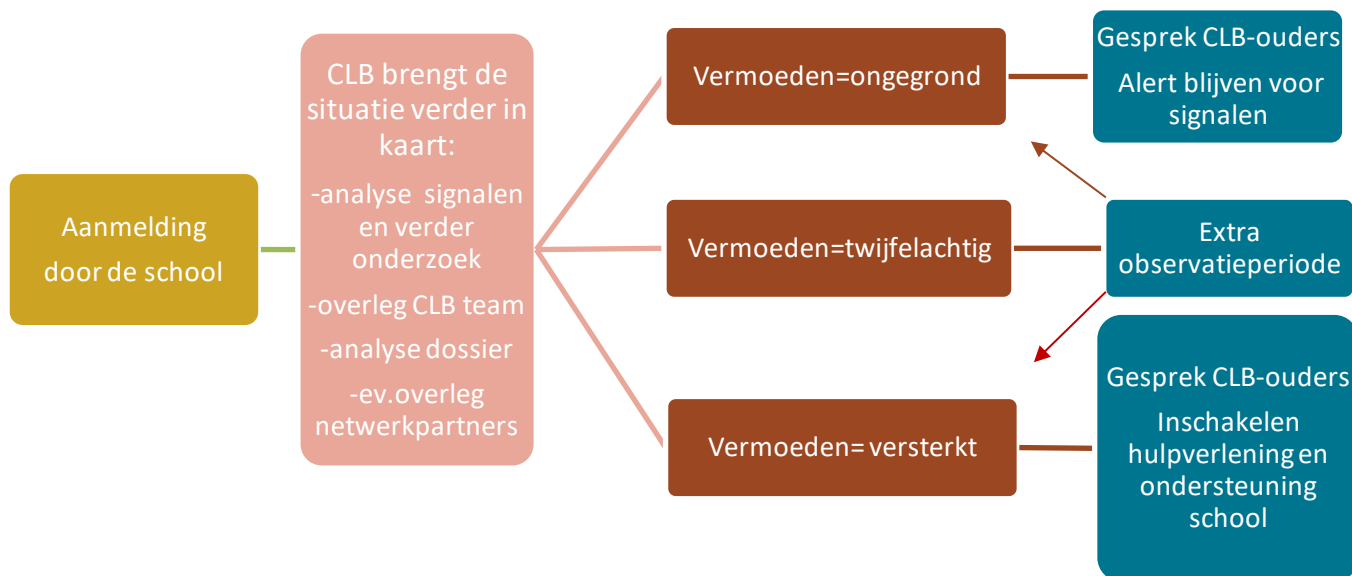 Aanmelding
door de school
CLB brengt de
situatie verder in
kaart:
-analyse signalen
en verder
onderzoek
-overleg CLB team
-analyse dossier
-ev.overleg
netwerkpartners
Vermoeden=ongegrond
Gesprek CLB-ouders
Alert blijven voor
signalen
Vermoeden=twijfelachtig
Extra
observatieperiode
Vermoeden= versterkt
Gesprek CLB-ouders
Inschakelen
hulpverlening en
ondersteuning
school